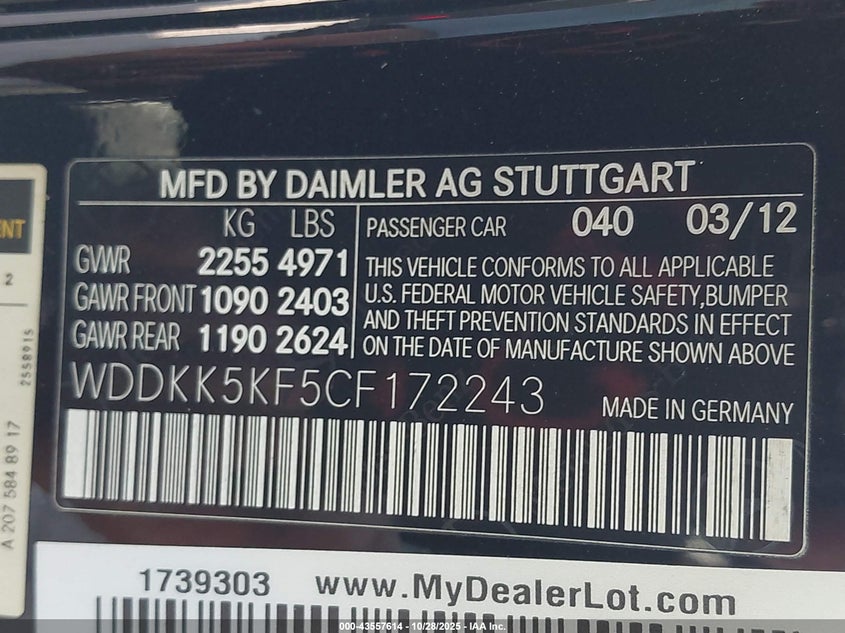 MFD BY DAIMLER AG STUTTGART
KG LBS
GVWR 2255 4971
GAWR FRONT 1090 2403
GAWR REAR 1190 2624
PASSENGER CAR 040 03/12
THIS VEHICLE CONFORMS TO ALL APPLICABLE
U.S. FEDERAL MOTOR VEHICLE SAFETY,BUMPER
AND THEFT PREVENTION STANDARDS IN EFFECT
ON THE DATE OF MANUFACTURE SHOWN ABOVE
WDDKK5KF5CF172243
MADE IN GERMANY
2
2558915
A 207 584 89 17
1739303 www.MyDealerLot.com
000-43557614 - 10/28/2025 - IAA Inc.